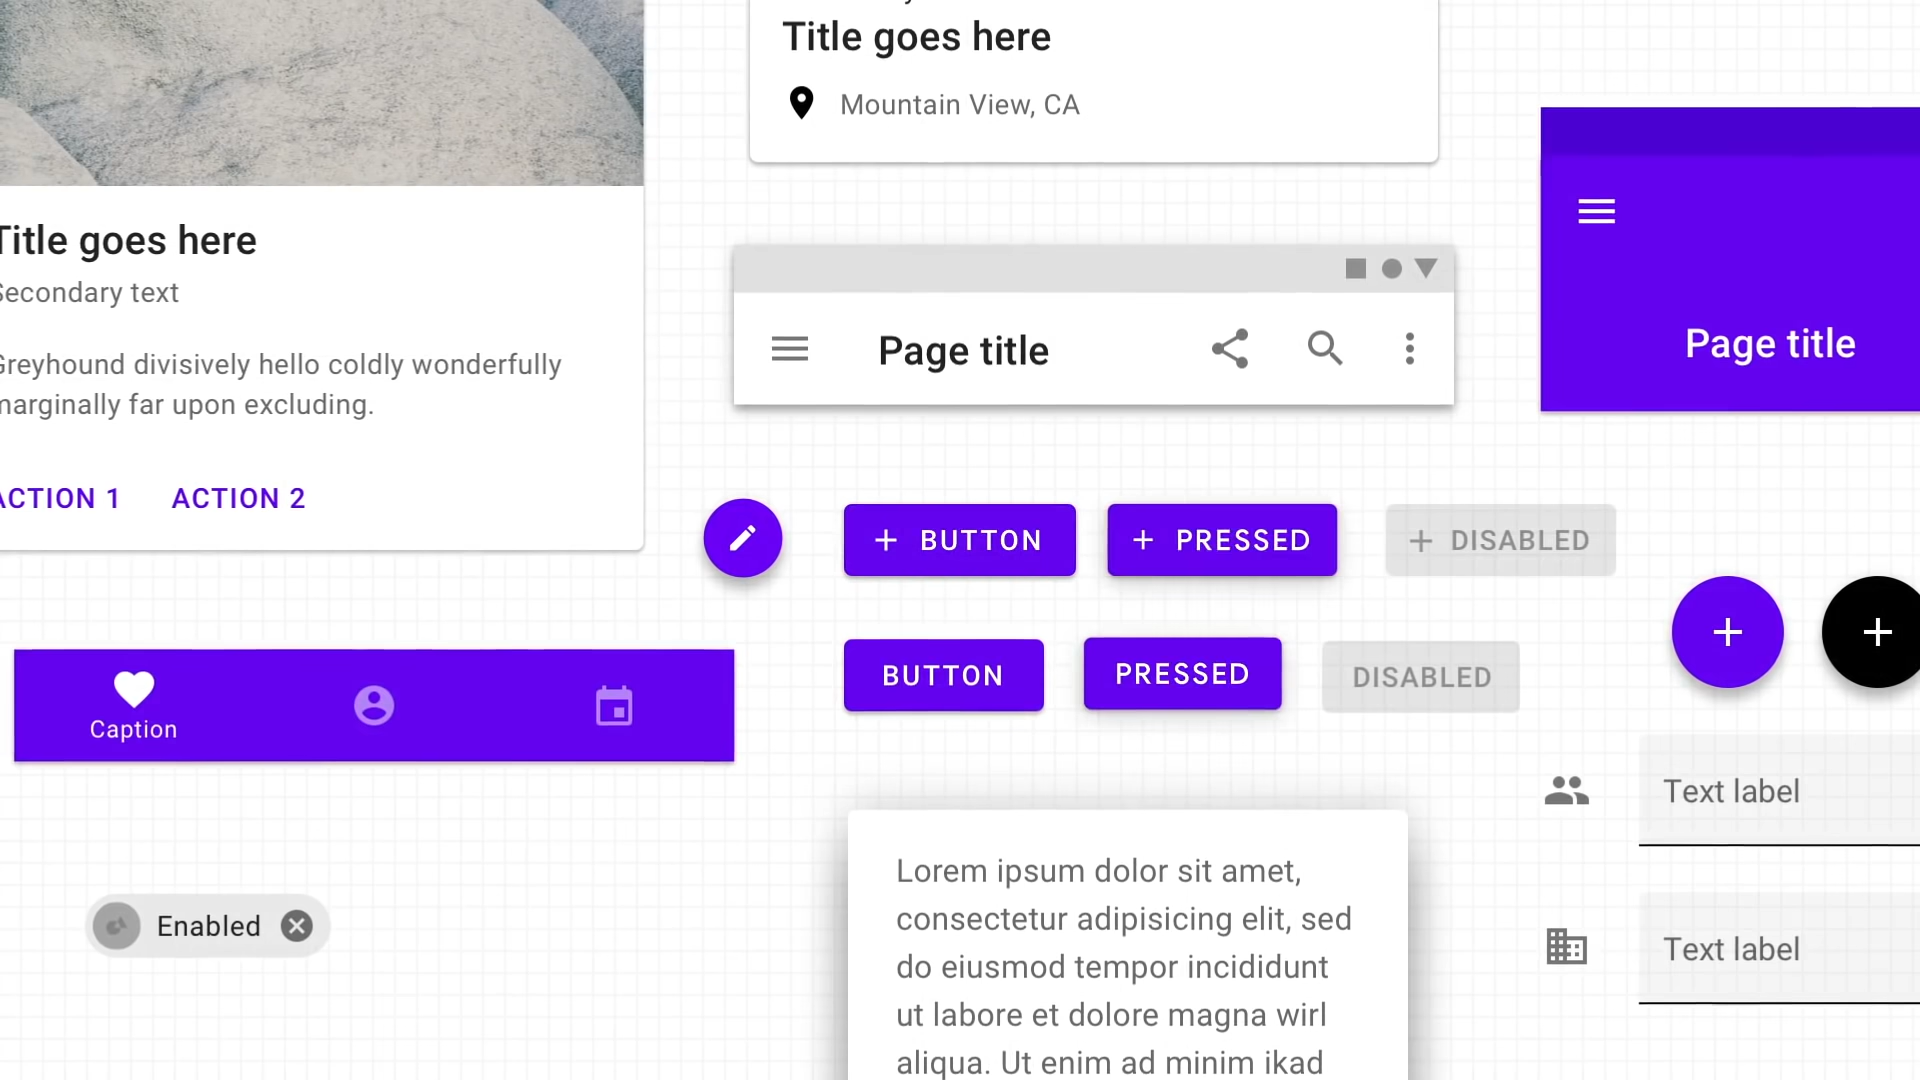 Title goes here
Mountain View, CA
Title goes here
Secondary text
Greyhound divisively hello coldly wonderfully
marginally far upon excluding.
ACTION 1 ACTION 2
Page title
Page title
BUTTON PRESSED DISABLED
BUTTON PRESSED DISABLED
Caption
Enabled
Text label
Text label
Lorem ipsum dolor sit amet,
consectetur adipisicing elit, sed
do eiusmod tempor incididunt
ut labore et dolore magna wirl
aliqua. Ut enim ad minim ikad